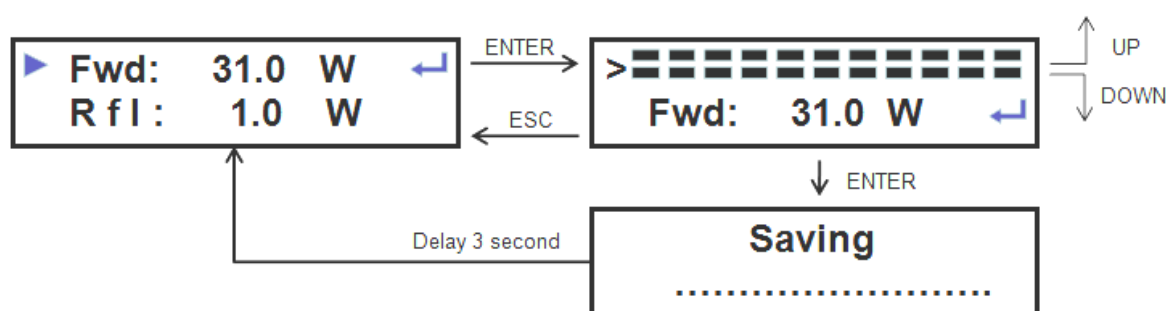 Fwd: 31.0 W
Rfl: 1.0 W
ENTER
ESC
>
Fwd: 31.0 W
UP
DOWN
ENTER
Delay 3 second
Saving
..........................